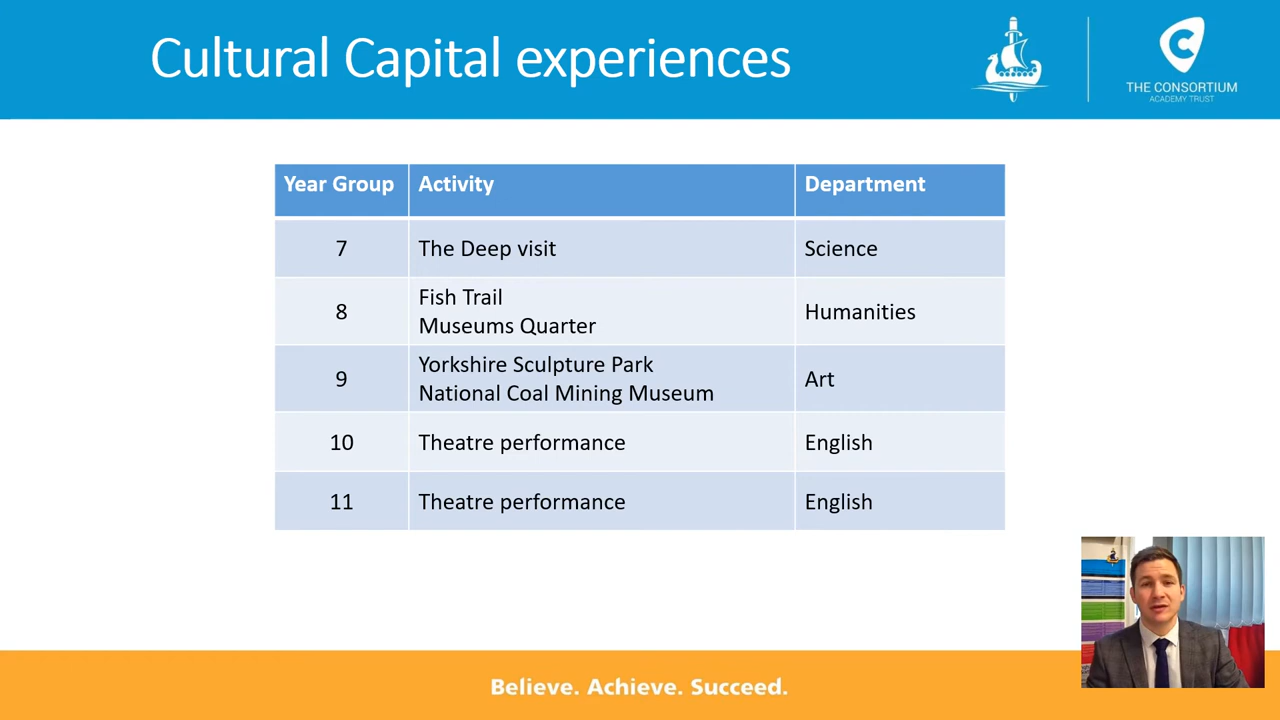 Cultural Capital experiences
THE CONSORTIUM
ACADEMY TRUST
Year Group Activity Department
7 The Deep visit Science
8 Fish Trail Humanities
Museums Quarter
9 Yorkshire Sculpture Park Art
National Coal Mining Museum
10 Theatre performance English
11 Theatre performance English
Believe. Achieve. Succeed.